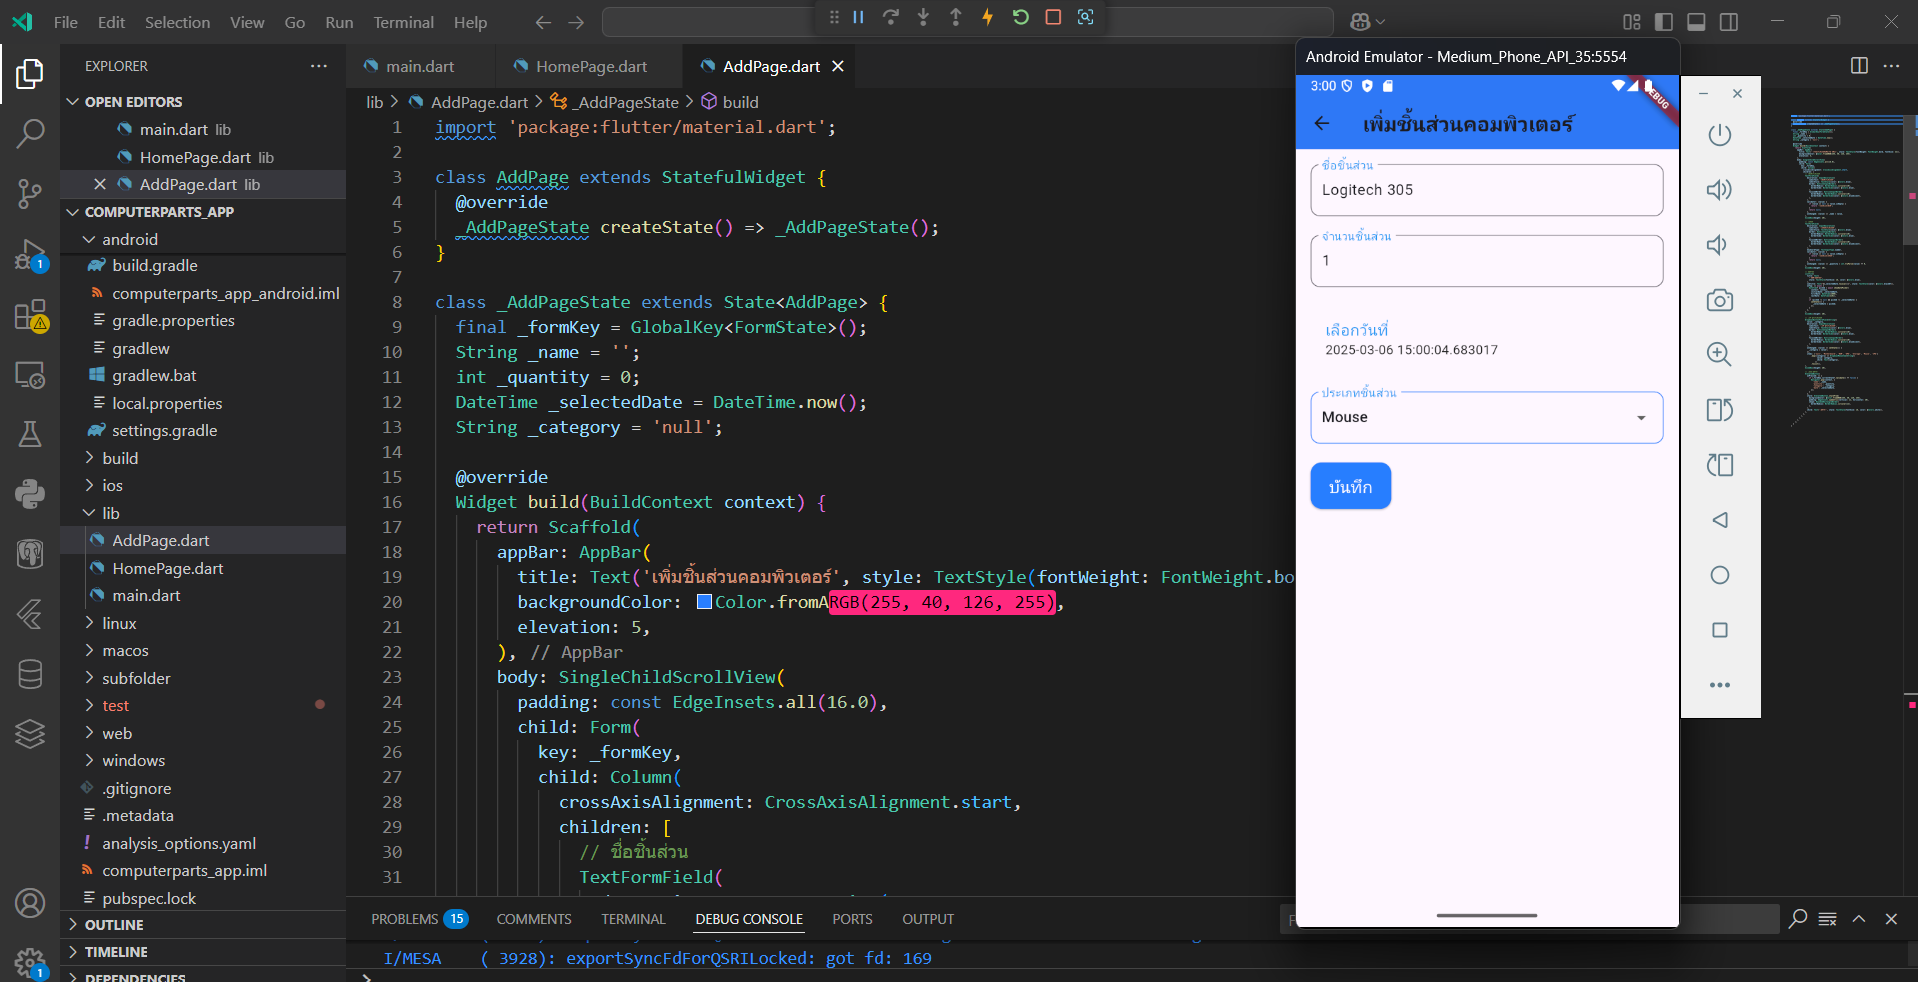 File Edit Selection View Go Run Terminal Help
EXPLORER
OPEN EDITORS
main.dart lib
HomePage.dart lib
AddPage.dart lib
COMPUTERPARTS_APP
android
build.gradle
computerparts_app_android.iml
gradle.properties
gradlew
gradlew.bat
local.properties
settings.gradle
build
ios
lib
AddPage.dart
HomePage.dart
main.dart
linux
macos
subfolder
test
web
windows
.gitignore
.metadata
analysis_options.yaml
computerparts_app.iml
pubspec.lock
OUTLINE
TIMELINE
DEPENDENCIES
1
1
main.dart HomePage.dart AddPage.dart
lib > AddPage.dart > _AddPageState > build
1 import 'package:flutter/material.dart';
2
3 class AddPage extends StatefulWidget {
4 @override
5 _AddPageState createState() => _AddPageState();
6 }
7
8 class _AddPageState extends State<AddPage> {
9 final _formKey = GlobalKey<FormState>();
10 String _name = '';
11 int _quantity = 0;
12 DateTime _selectedDate = DateTime.now();
13 String _category = 'null';
14
15 @override
16 Widget build(BuildContext context) {
17 return Scaffold(
18 appBar: AppBar(
19 title: Text('เพิ่มชิ้นส่วนคอมพิวเตอร์', style: TextStyle(fontWeight: FontWeight.bo
20 backgroundColor: Color.fromARGB(255, 40, 126, 255),
21 elevation: 5,
22 ), // AppBar
23 body: SingleChildScrollView(
24 padding: const EdgeInsets.all(16.0),
25 child: Form(
26 key: _formKey,
27 child: Column(
28 crossAxisAlignment: CrossAxisAlignment.start,
29 children: [
30 // ชื่อชิ้นส่วน
31 TextFormField(
PROBLEMS 15 COMMENTS TERMINAL DEBUG CONSOLE PORTS OUTPUT
I/MESA ( 3928): exportSyncFdForQSRILocked: got fd: 169
Android Emulator - Medium_Phone_API_35:5554
3:00
DEBUG
เพิ่มชิ้นส่วนคอมพิวเตอร์
ชื่อชิ้นส่วน
Logitech 305
จำนวนชิ้นส่วน
1
เลือกวันที่
2025-03-06 15:00:04.683017
ประเภทชิ้นส่วน
Mouse
บันทึก